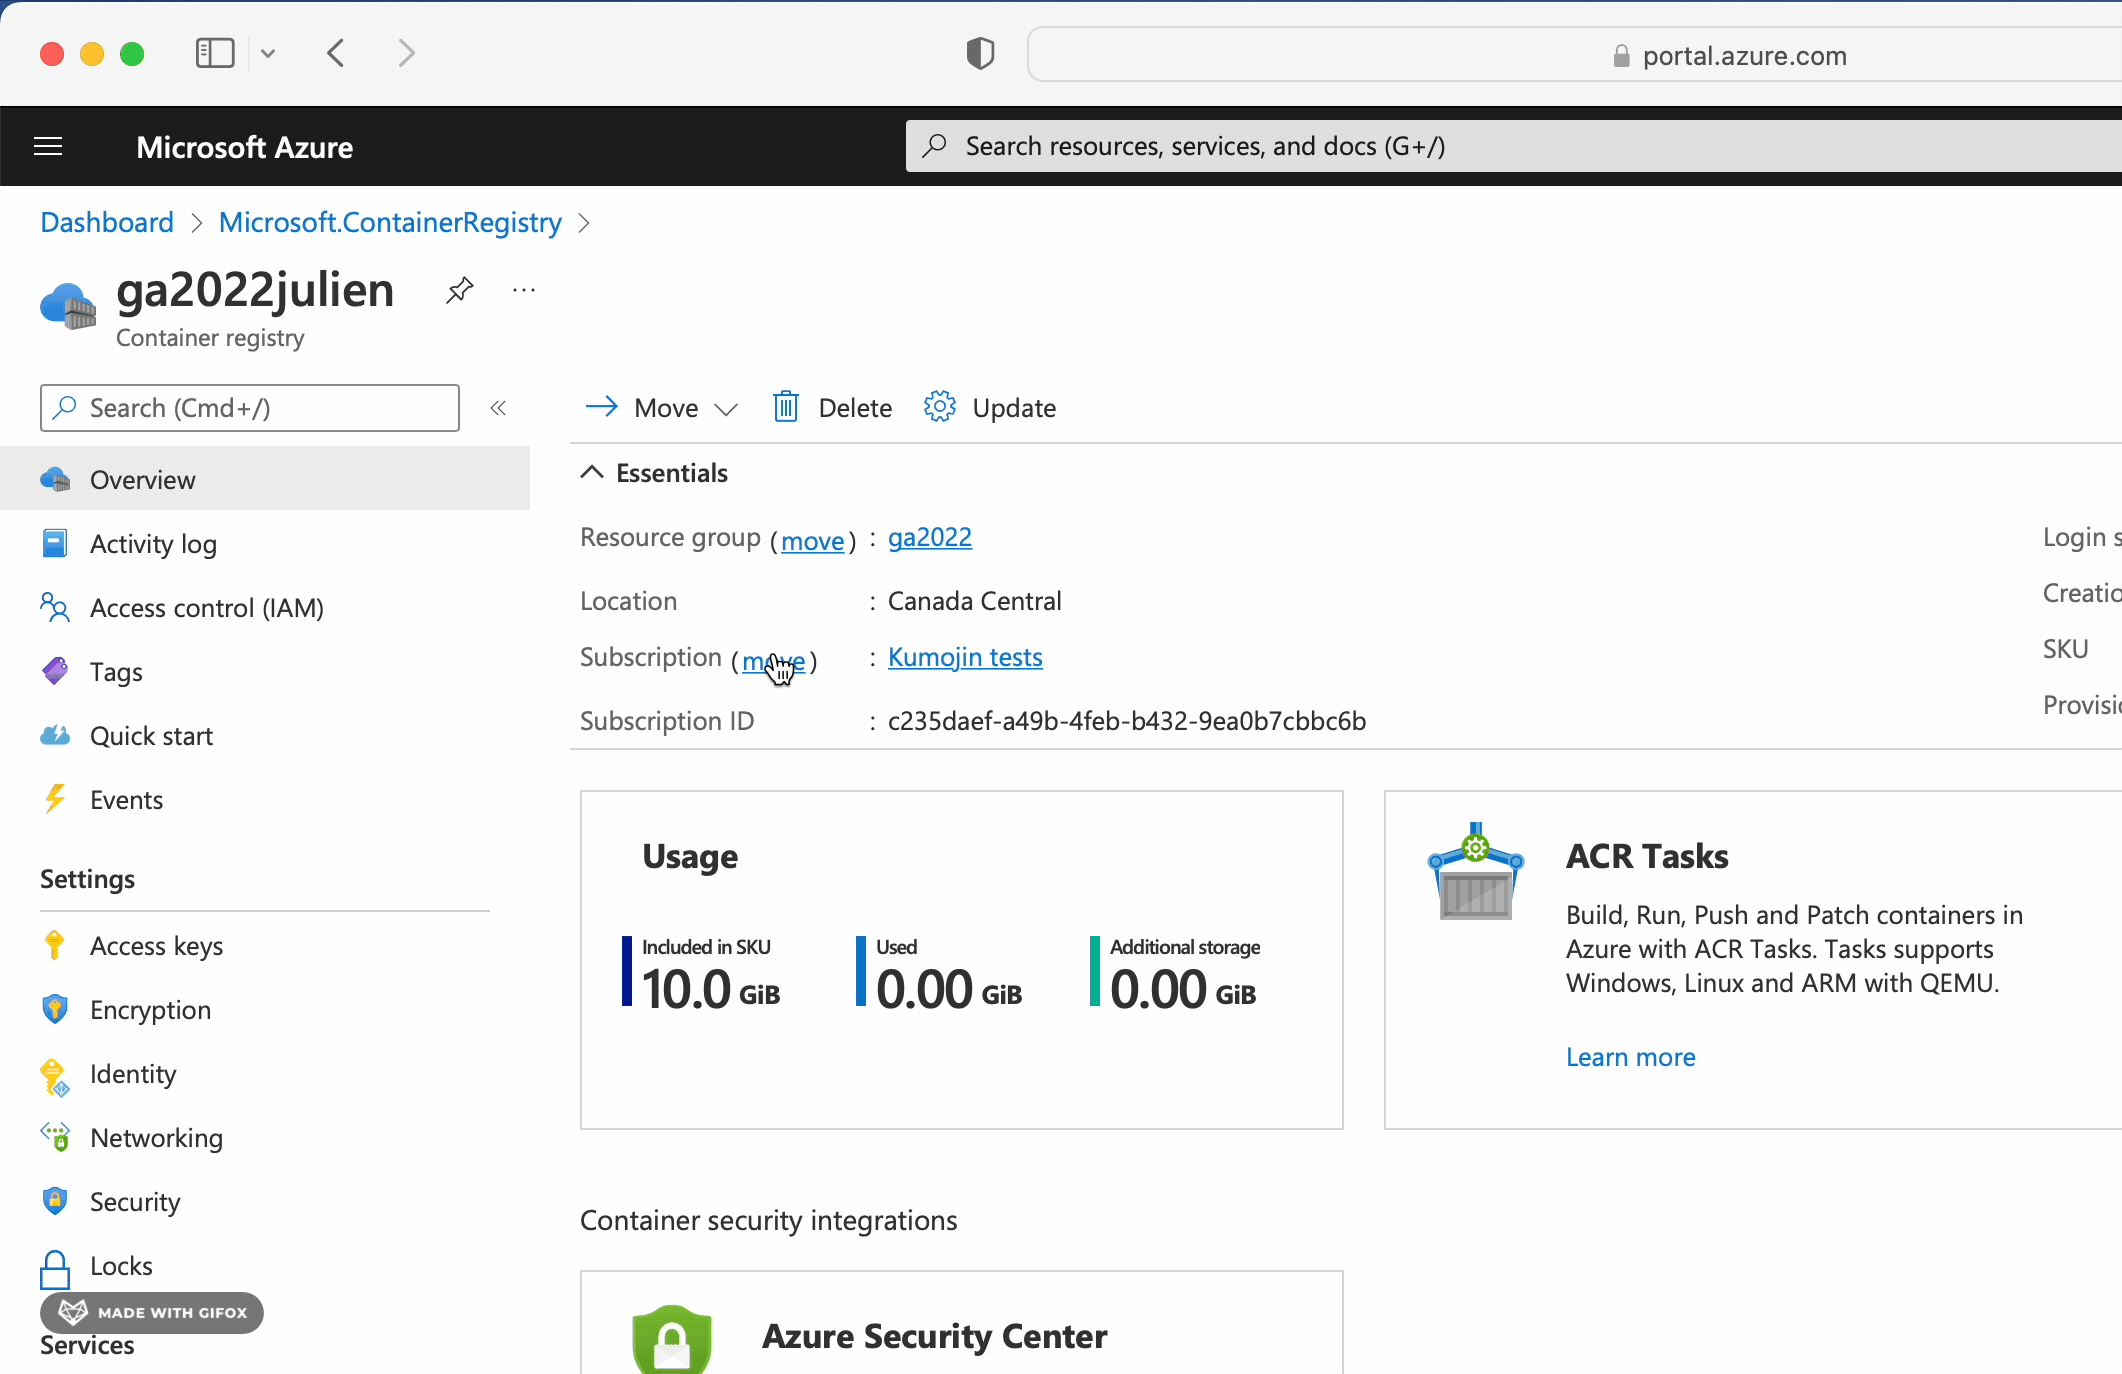 portal.azure.com
Microsoft Azure
Search resources, services, and docs (G+/)
Dashboard > Microsoft.ContainerRegistry >
ga2022julien
Container registry
Search (Cmd+/)
Move
Delete
Update
Overview
Activity log
Access control (IAM)
Tags
Quick start
Events
Settings
Access keys
Encryption
Identity
Networking
Security
Locks
MADE WITH GIFOX
Services
Essentials
Resource group (move) : ga2022
Location : Canada Central
Subscription (move) : Kumojin tests
Subscription ID : c235daef-a49b-4feb-b432-9ea0b7cbbc6b
Login s
Creatio
SKU
Provisio
Usage
Included in SKU
10.0 GiB
Used
0.00 GiB
Additional storage
0.00 GiB
ACR Tasks
Build, Run, Push and Patch containers in
Azure with ACR Tasks. Tasks supports
Windows, Linux and ARM with QEMU.
Learn more
Container security integrations
Azure Security Center